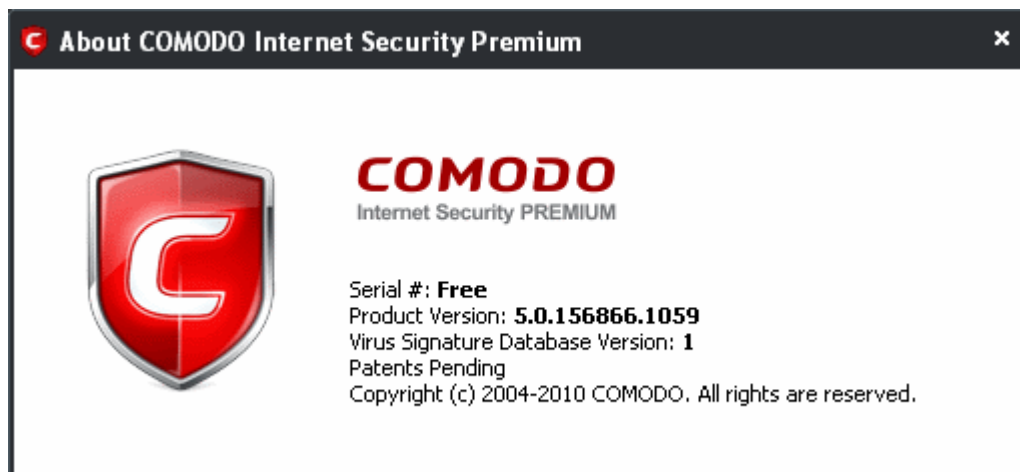 About COMODO Internet Security Premium
COMODO
Internet Security PREMIUM
Serial #: Free
Product Version: 5.0.156866.1059
Virus Signature Database Version: 1
Patents Pending
Copyright (c) 2004-2010 COMODO. All rights are reserved.